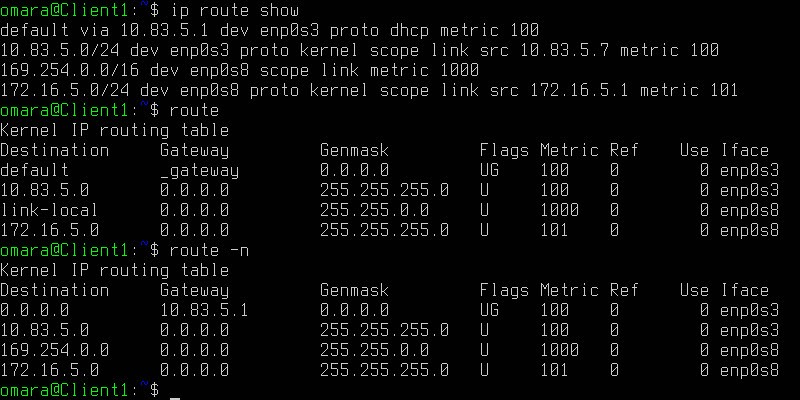 omara@Client1:~$ ip route show
default via 10.83.5.1 dev enp0s3 proto dhcp metric 100
10.83.5.0/24 dev enp0s3 proto kernel scope link src 10.83.5.7 metric 100
169.254.0.0/16 dev enp0s8 scope link metric 1000
172.16.5.0/24 dev enp0s8 proto kernel scope link src 172.16.5.1 metric 101
omara@Client1:~$ route
Kernel IP routing table
Destination     Gateway         Genmask         Flags Metric Ref    Use Iface
default         _gateway        0.0.0.0         UG    100    0        0 enp0s3
10.83.5.0       0.0.0.0         255.255.255.0   U     100    0        0 enp0s3
link-local      0.0.0.0         255.255.0.0     U     1000   0        0 enp0s8
172.16.5.0      0.0.0.0         255.255.255.0   U     101    0        0 enp0s8
omara@Client1:~$ route -n
Kernel IP routing table
Destination     Gateway         Genmask         Flags Metric Ref    Use Iface
0.0.0.0         10.83.5.1       0.0.0.0         UG    100    0        0 enp0s3
10.83.5.0       0.0.0.0         255.255.255.0   U     100    0        0 enp0s3
169.254.0.0     0.0.0.0         255.255.0.0     U     1000   0        0 enp0s8
172.16.5.0      0.0.0.0         255.255.255.0   U     101    0        0 enp0s8
omara@Client1:~$ _